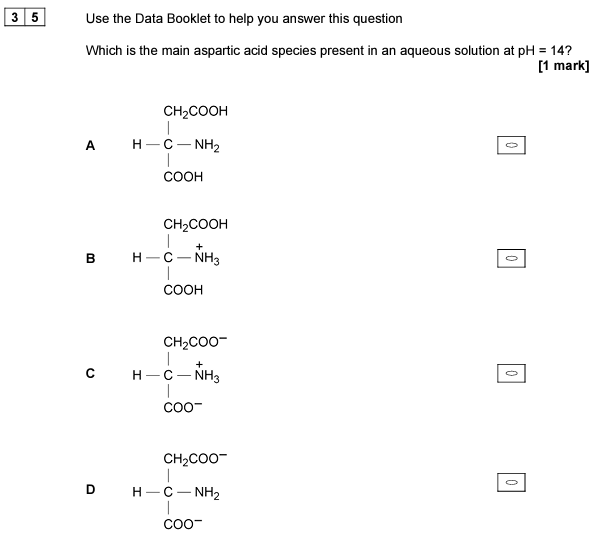 3 5 Use the Data Booklet to help you answer this question
Which is the main aspartic acid species present in an aqueous solution at pH = 14?
[1 mark]
CH₂COOH
|
A H — C — NH₂
|
COOH
CH₂COOH
| +
B H — C — NH₃
|
COOH
CH₂COO⁻
| +
C H — C — NH₃
|
COO⁻
CH₂COO⁻
|
D H — C — NH₂
|
COO⁻